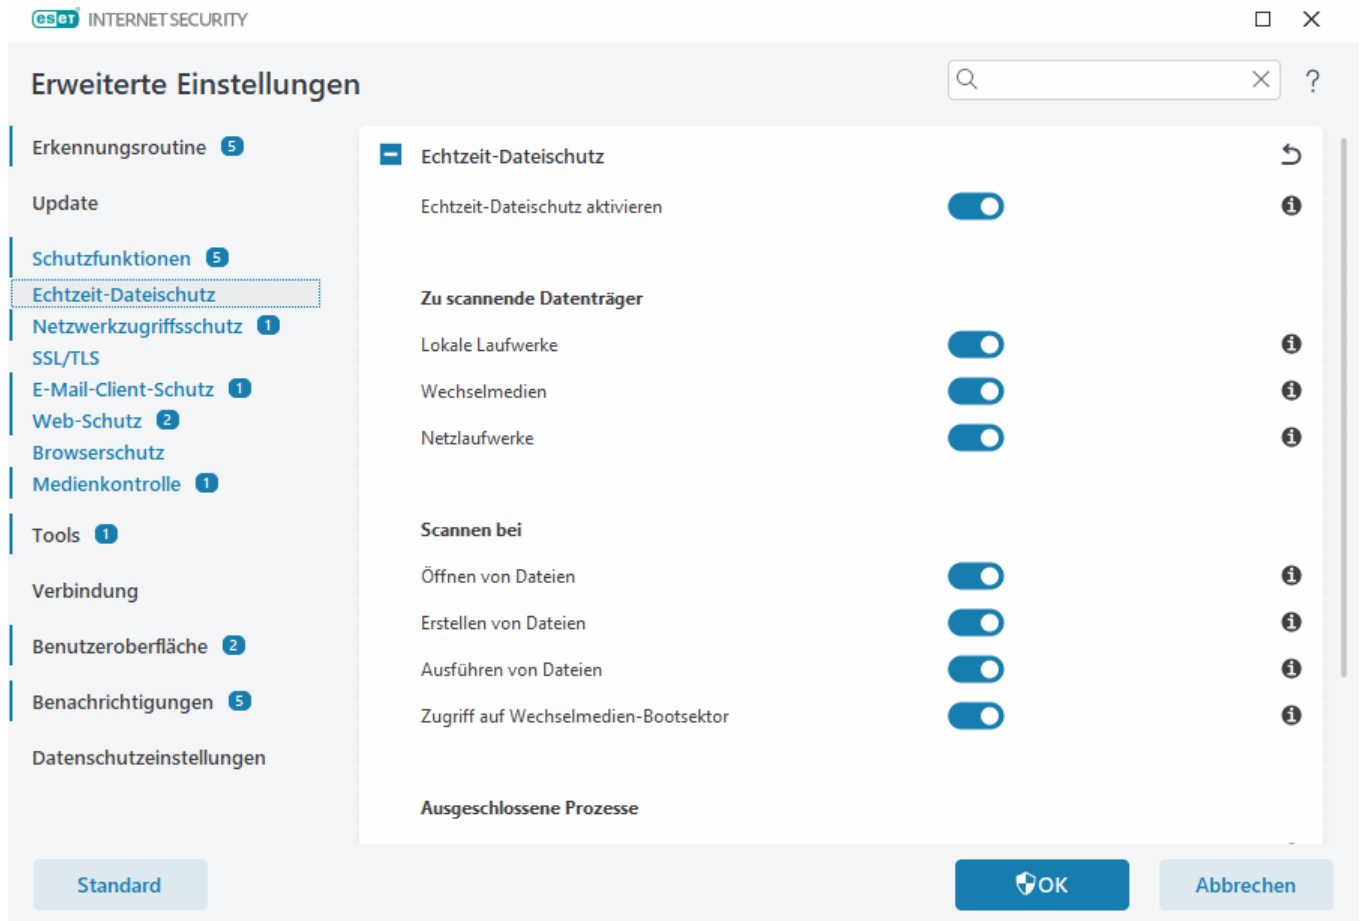 eset INTERNET SECURITY
Erweiterte Einstellungen
?
Erkennungsroutine 5
Update
Schutzfunktionen 5
Echtzeit-Dateischutz
Netzwerkzugriffsschutz 1
SSL/TLS
E-Mail-Client-Schutz 1
Web-Schutz 2
Browserschutz
Medienkontrolle 1
Tools 1
Verbindung
Benutzeroberfläche 2
Benachrichtigungen 5
Datenschutzeinstellungen
Echtzeit-Dateischutz
Echtzeit-Dateischutz aktivieren
Zu scannende Datenträger
Lokale Laufwerke
Wechselmedien
Netzlaufwerke
Scannen bei
Öffnen von Dateien
Erstellen von Dateien
Ausführen von Dateien
Zugriff auf Wechselmedien-Bootsektor
Ausgeschlossene Prozesse
Standard
OK
Abbrechen